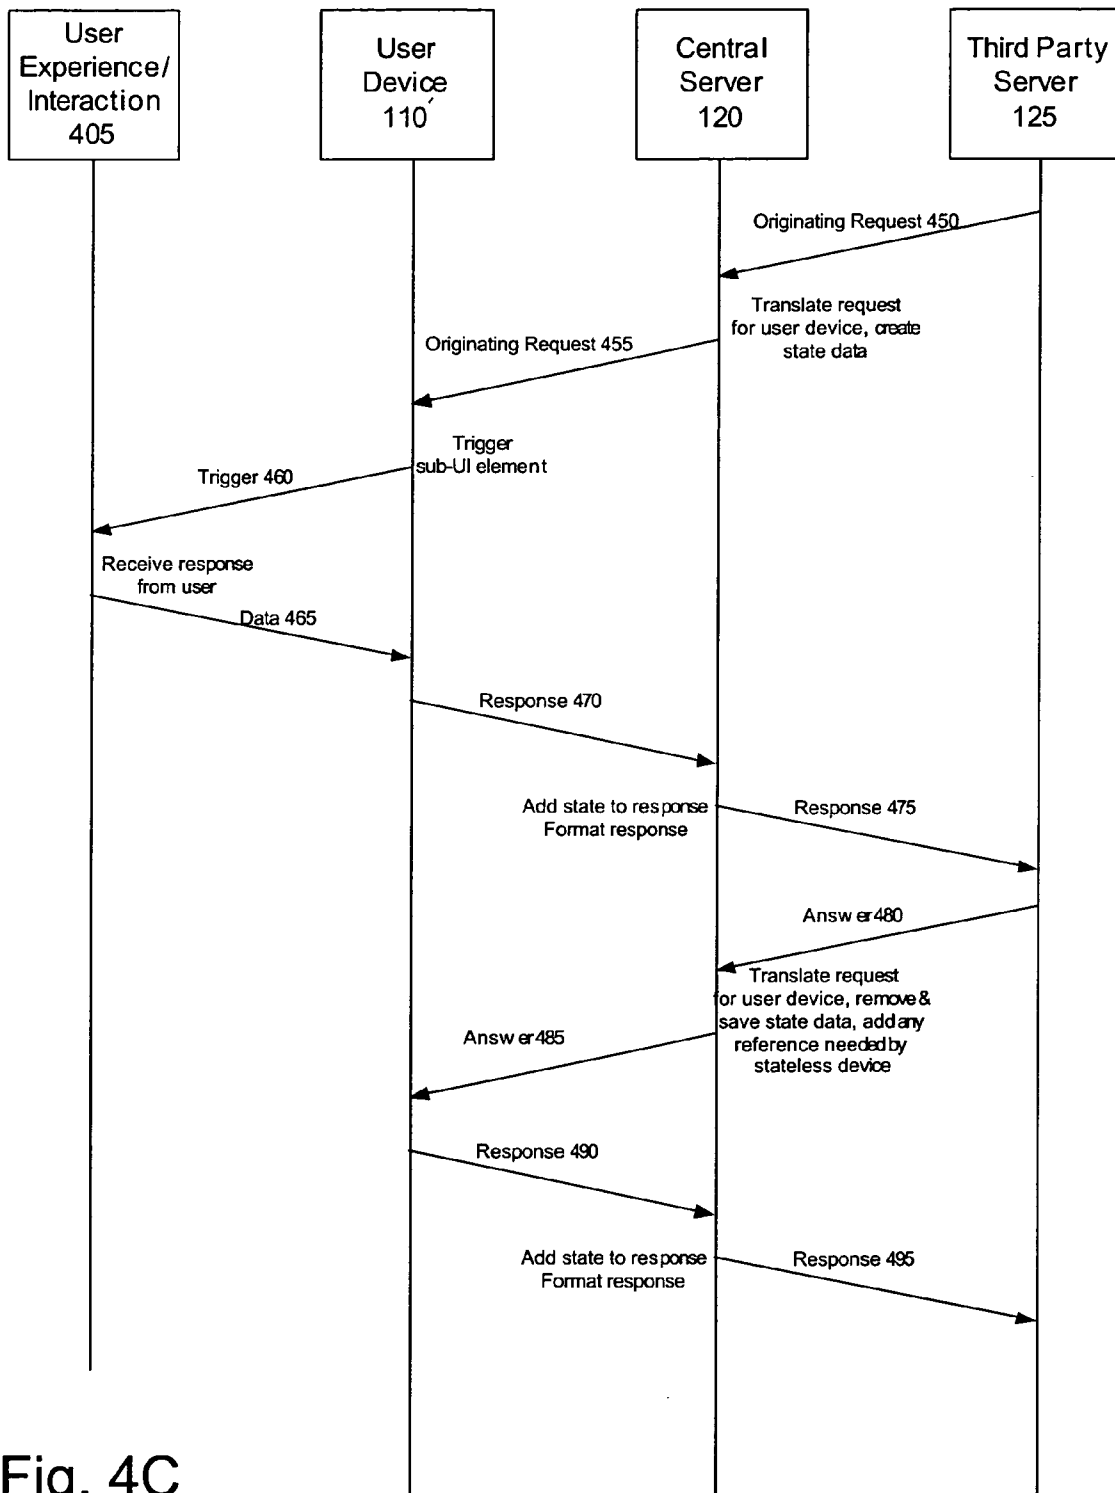 User
Experience/
Interaction
405
User
Device
110
Central
Server
120
Third Party
Server
125
Originating Request 450
Translate request
for user device, create
state data
Originating Request 455
Trigger
sub-UI element
Trigger 460
Receive response
from user
Data 465
Response 470
Add state to response
Format response
Response 475
Answer 480
Translate request
for user device, remove &
save state data, add any
reference needed by
stateless device
Answer 485
Response 490
Add state to response
Format response
Response 495
Fig. 4C